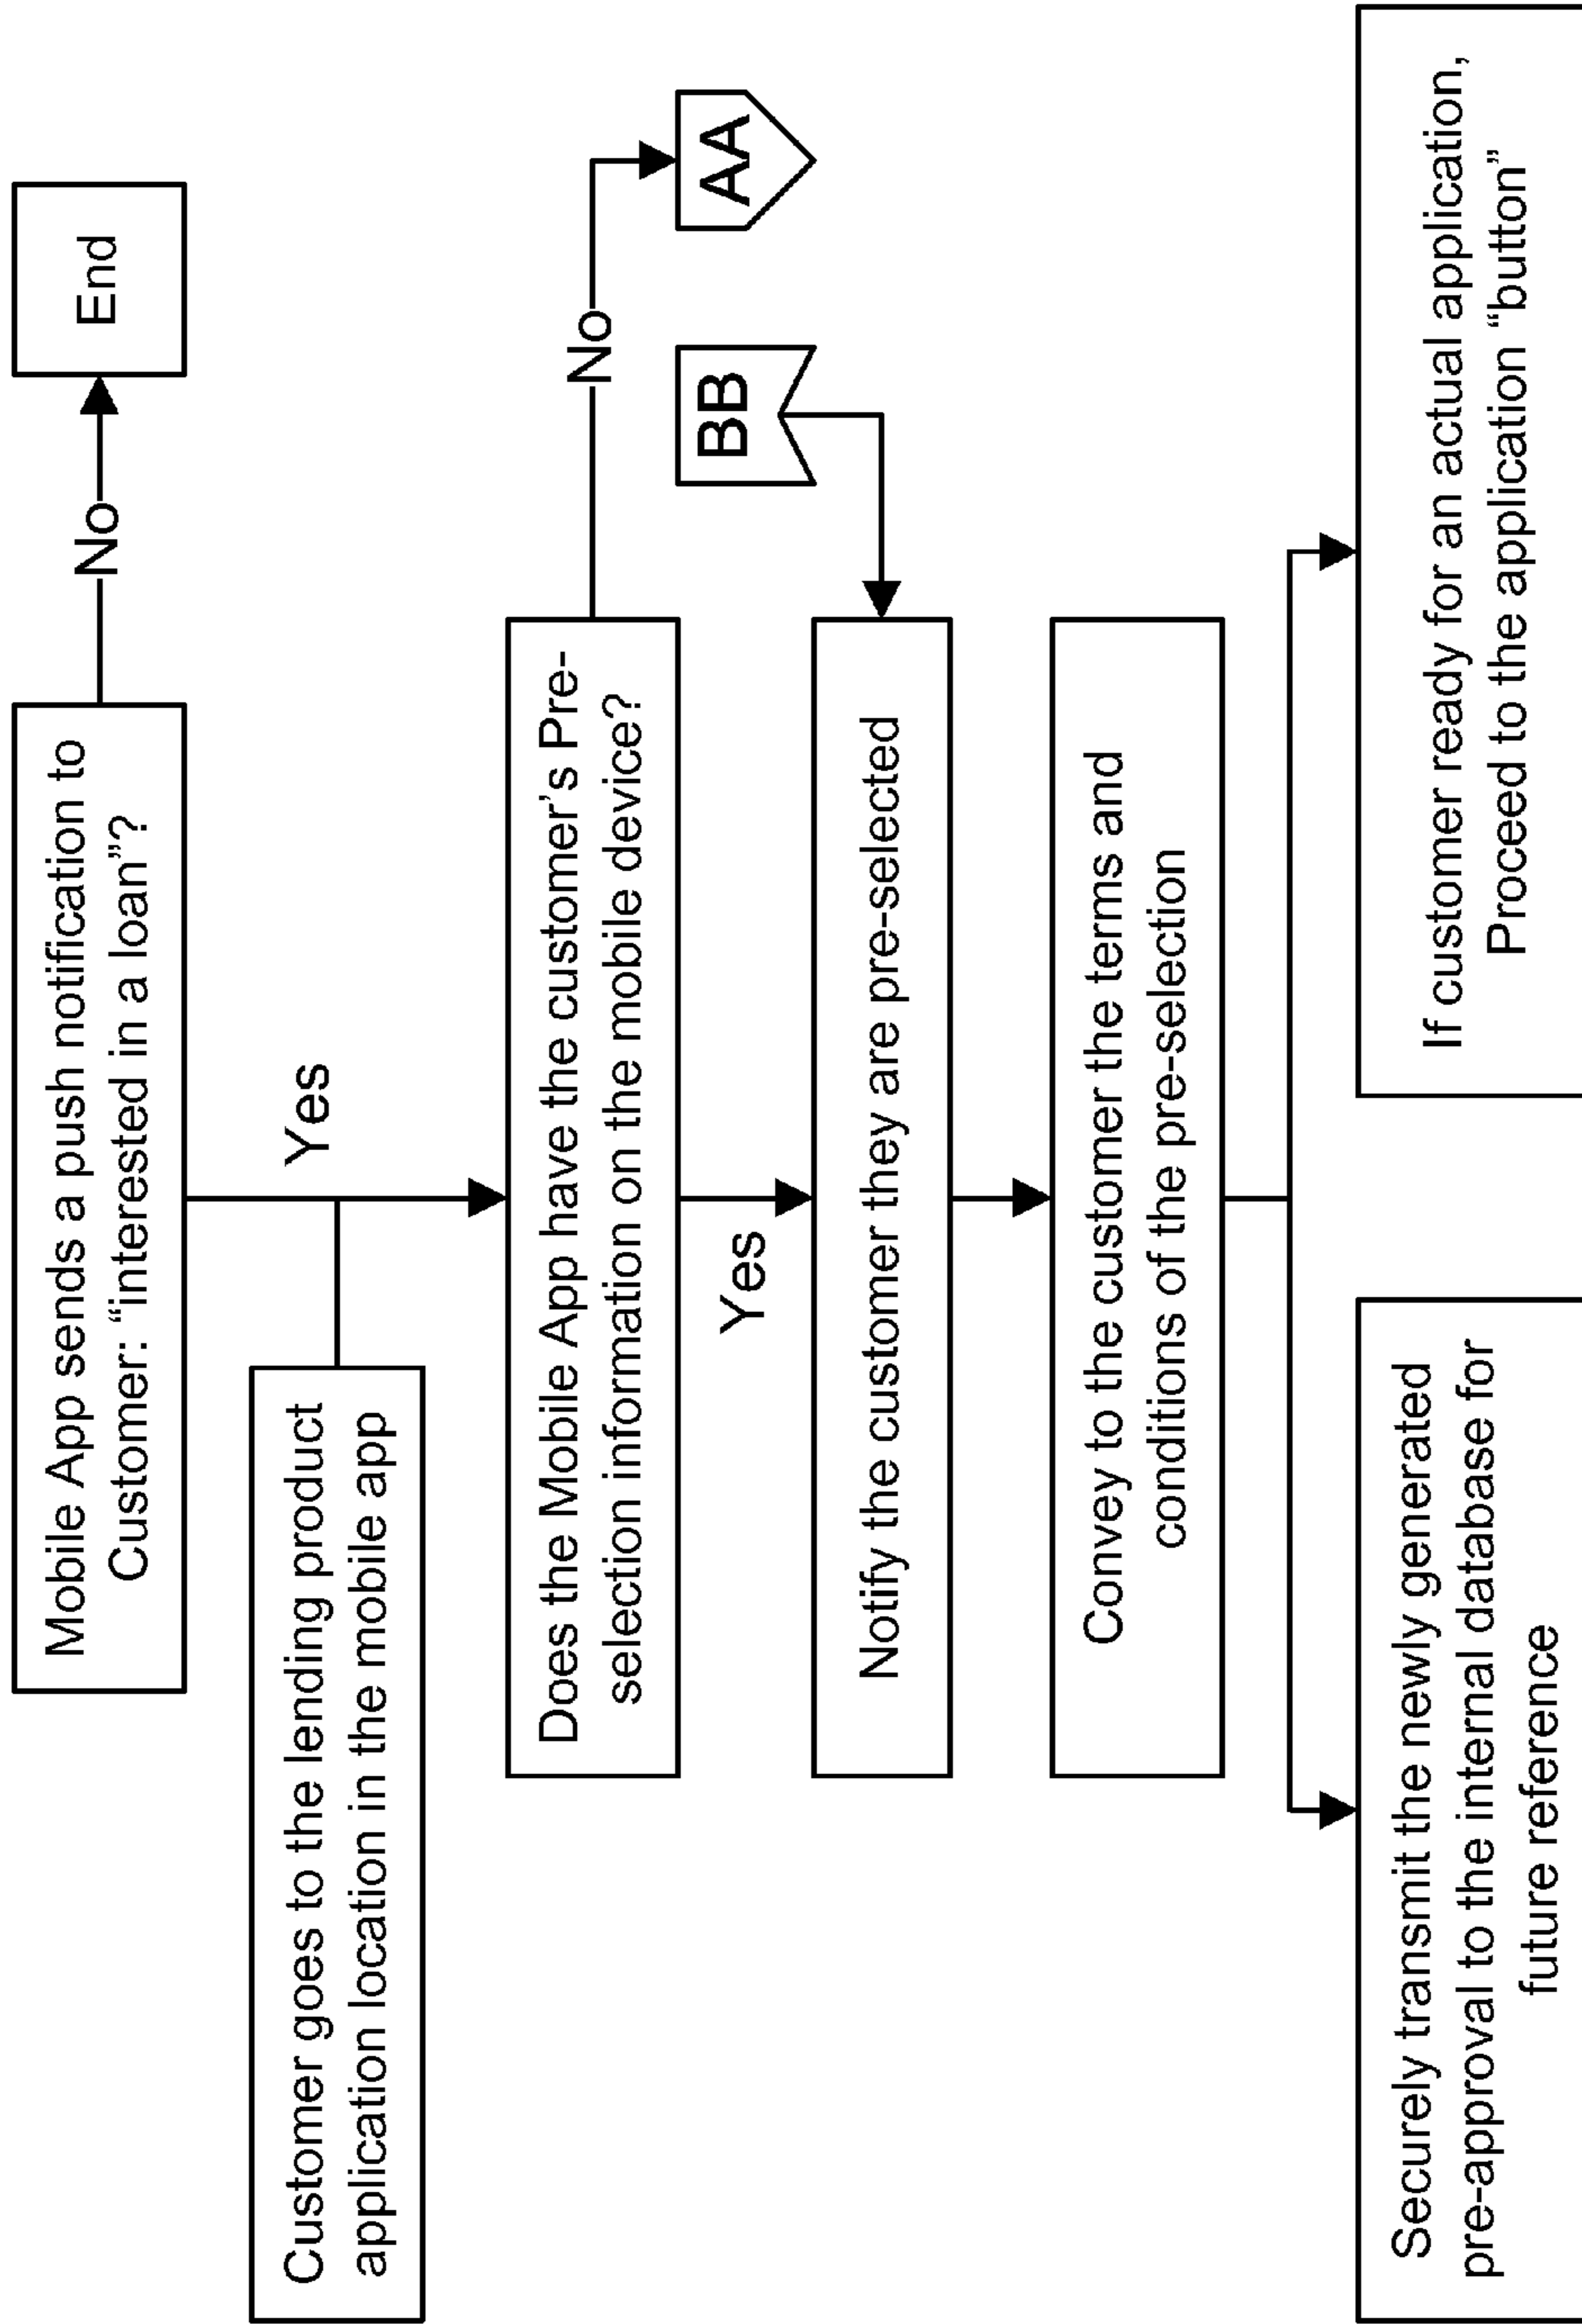 Mobile App sends a push notification to
Customer: “interested in a loan”?
No
End
Yes
Customer goes to the lending product
application location in the mobile app
Does the Mobile App have the customer’s Pre-
selection information on the mobile device?
No
AA
Yes
BB
Notify the customer they are pre-selected
Convey to the customer the terms and
conditions of the pre-selection
Securely transmit the newly generated
pre-approval to the internal database for
future reference
If customer ready for an actual application,
Proceed to the application “button”